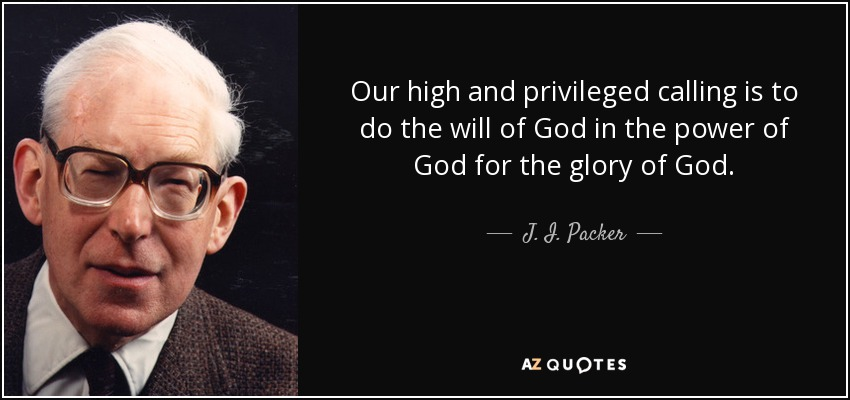 Our high and privileged calling is to
do the will of God in the power of
God for the glory of God.
J. I. Packer
AZ QUOTES